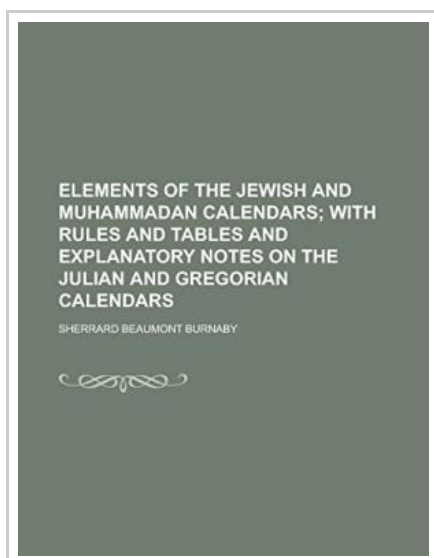 ELEMENTS OF THE JEWISH AND
MUHAMMADAN CALENDARS; WITH
RULES AND TABLES AND
EXPLANATORY NOTES ON THE
JULIAN AND GREGORIAN
CALENDARS
SHERRARD BEAUMONT BURNABY